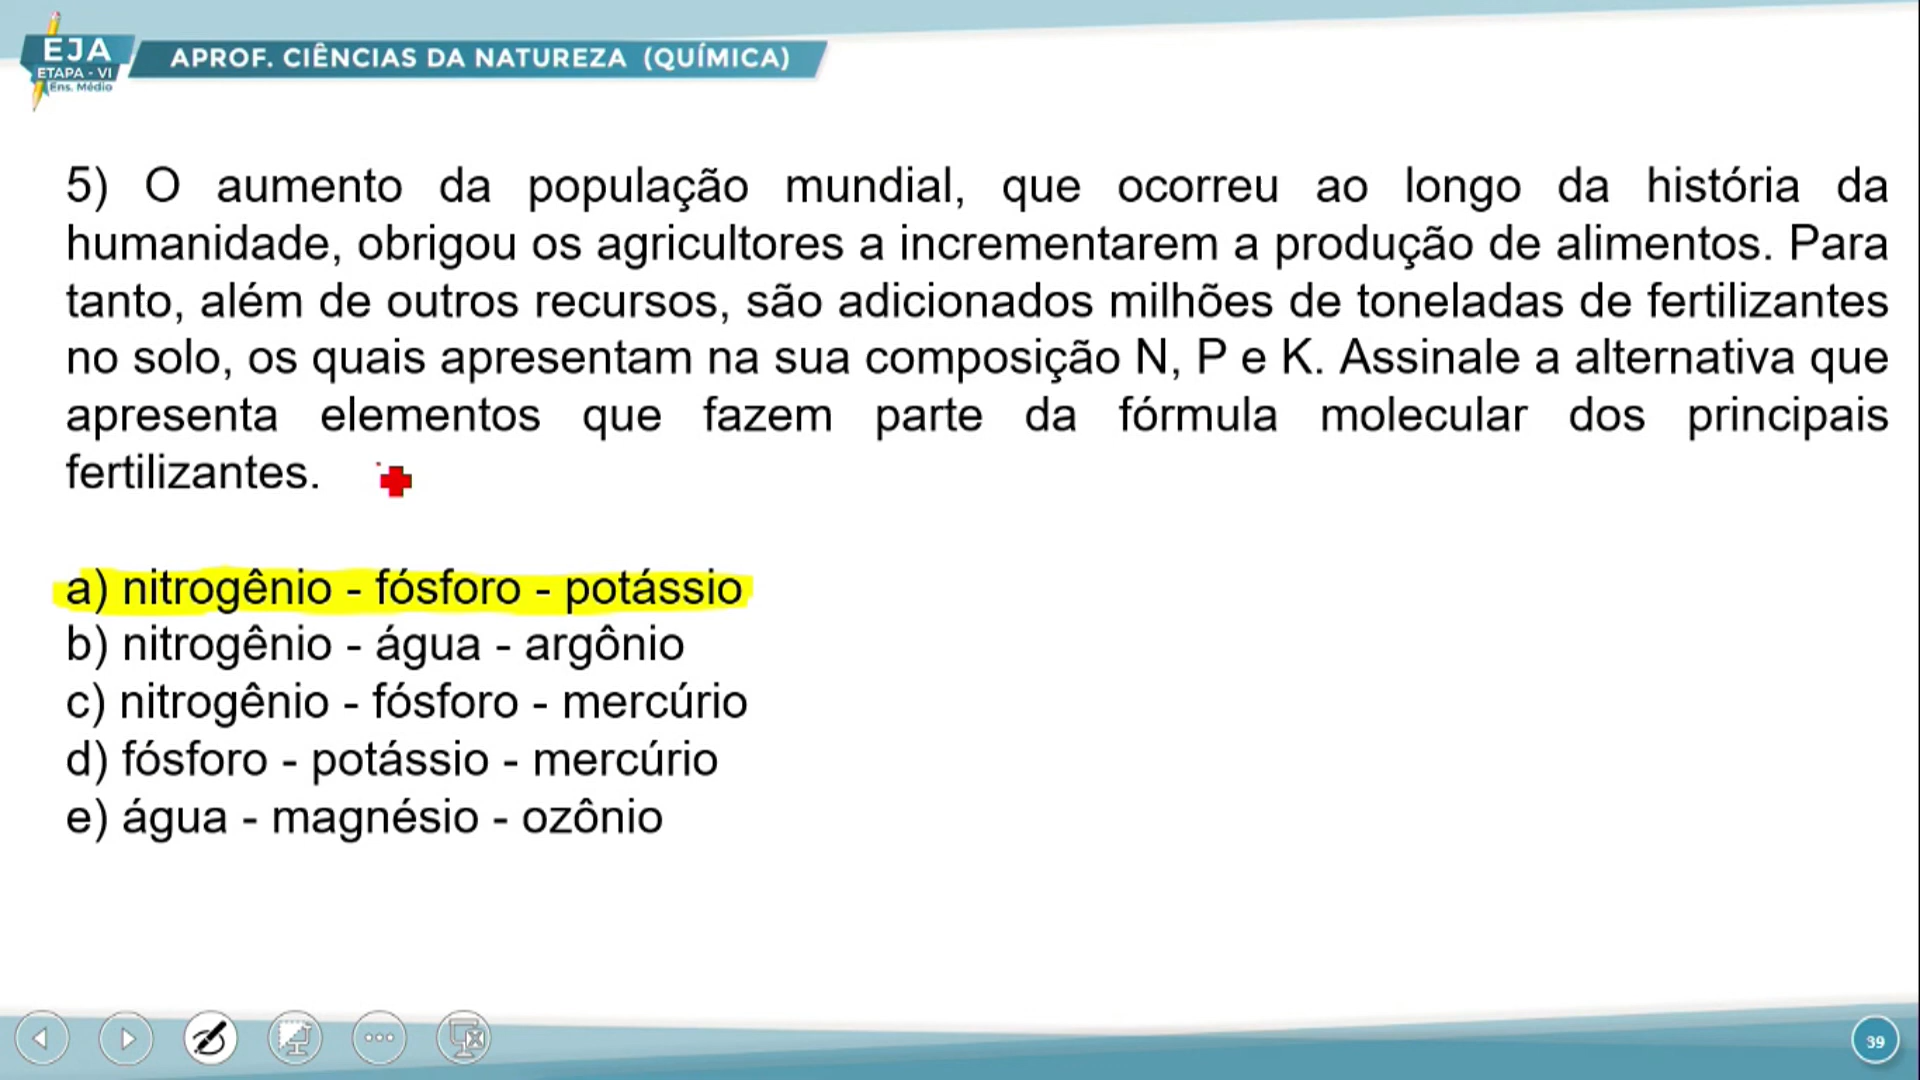 EJA
ETAPA - VI
Ens. Médio
APROF. CIÊNCIAS DA NATUREZA (QUÍMICA)
5) O aumento da população mundial, que ocorreu ao longo da história da
humanidade, obrigou os agricultores a incrementarem a produção de alimentos. Para
tanto, além de outros recursos, são adicionados milhões de toneladas de fertilizantes
no solo, os quais apresentam na sua composição N, P e K. Assinale a alternativa que
apresenta elementos que fazem parte da fórmula molecular dos principais
fertilizantes.
a) nitrogênio - fósforo - potássio
b) nitrogênio - água - argônio
c) nitrogênio - fósforo - mercúrio
d) fósforo - potássio - mercúrio
e) água - magnésio - ozônio
39